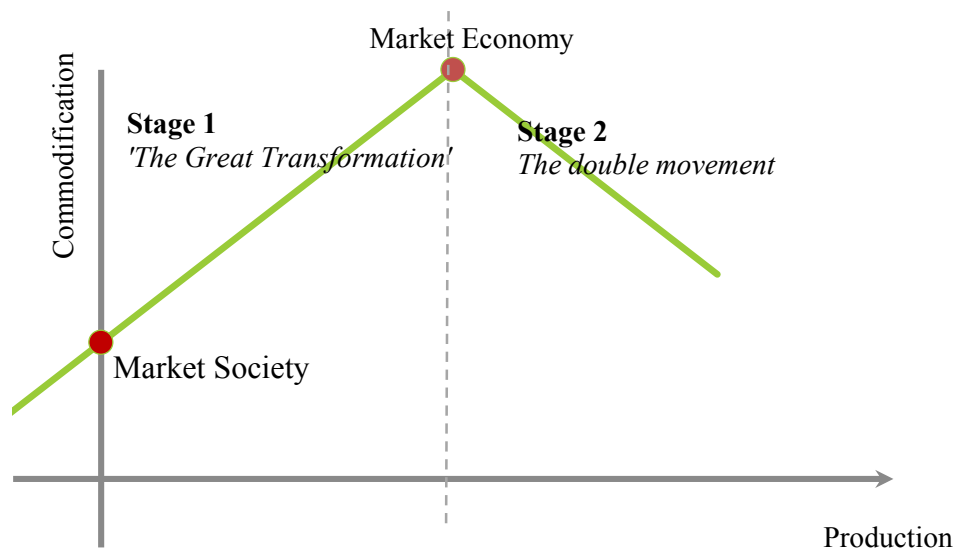 Market Economy
Commodification
Stage 1
'The Great Transformation'
Stage 2
The double movement
Market Society
Production